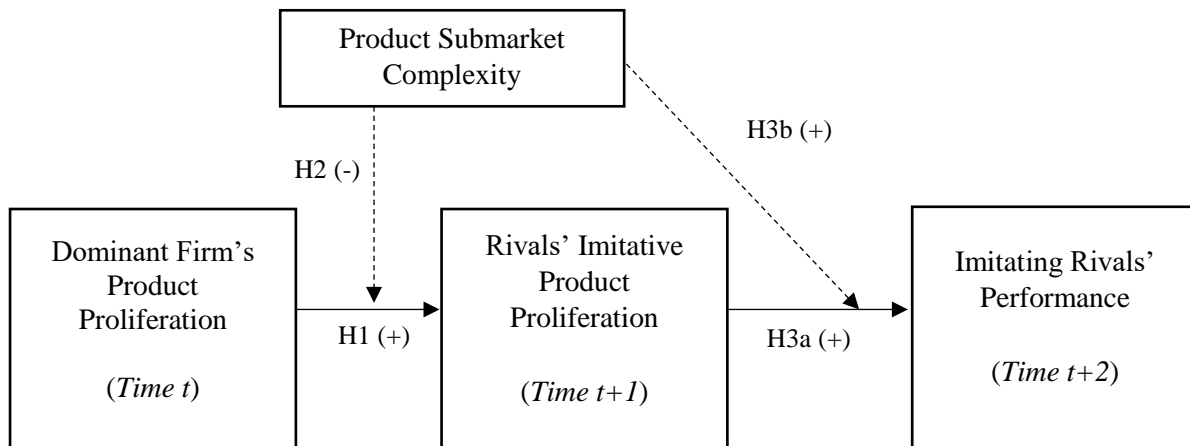 Product Submarket
Complexity
H3b (+)
H2 (-)
Dominant Firm’s
Product
Proliferation
(Time t)
H1 (+)
Rivals’ Imitative
Product
Proliferation
(Time t+1)
H3a (+)
Imitating Rivals’
Performance
(Time t+2)